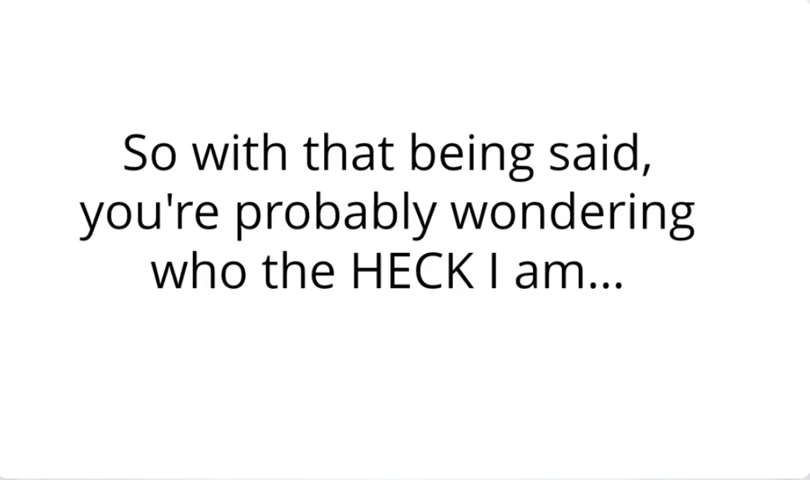 So with that being said,
you're probably wondering
who the HECK I am...